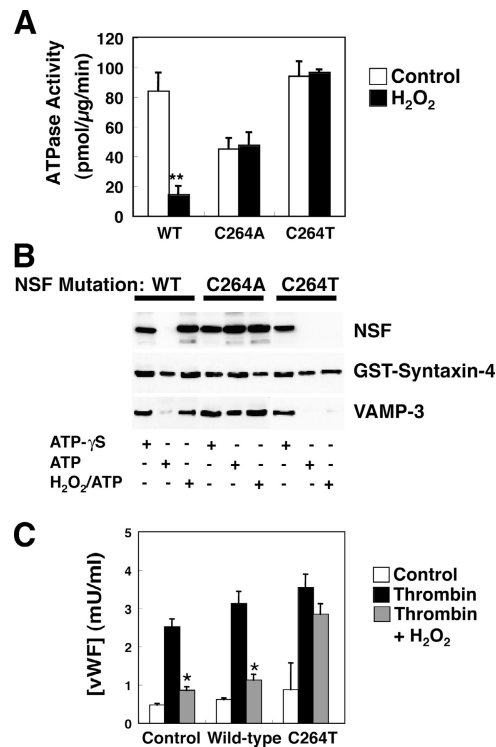 A
ATPase Activity
(pmol/µg/min)
120
100
80
60
40
20
0
**
WT
C264A
C264T
Control
H₂O₂
B
NSF Mutation: WT C264A C264T
NSF
GST-Syntaxin-4
VAMP-3
ATP-γS + - - + - - + - -
ATP - + - - + - - + -
H₂O₂/ATP - - + - - + - - +
C
[vWF] (mU/ml)
5
4
3
2
1
0
*
*
Control
Wild-type
C264T
Control
Thrombin
Thrombin
+ H₂O₂